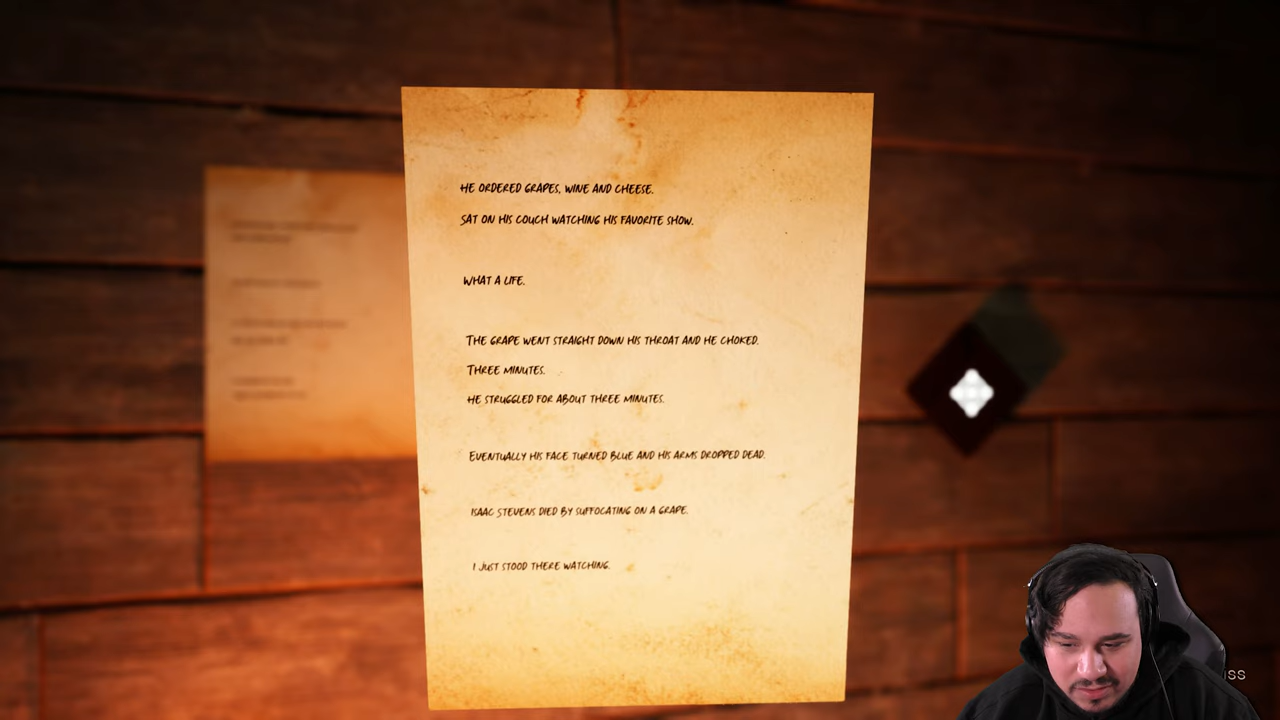 HE ORDERED GRAPES, WINE AND CHEESE.
SAT ON HIS COUCH WATCHING HIS FAVORITE SHOW.
WHAT A LIFE.
THE GRAPE WENT STRAIGHT DOWN HIS THROAT AND HE CHOKED.
THREE MINUTES.
HE STRUGGLED FOR ABOUT THREE MINUTES.
EVENTUALLY HIS FACE TURNED BLUE AND HIS ARMS DROPPED DEAD.
ISAAC STEVENS DIED BY SUFFOCATING ON A GRAPE.
I JUST STOOD THERE WATCHING.